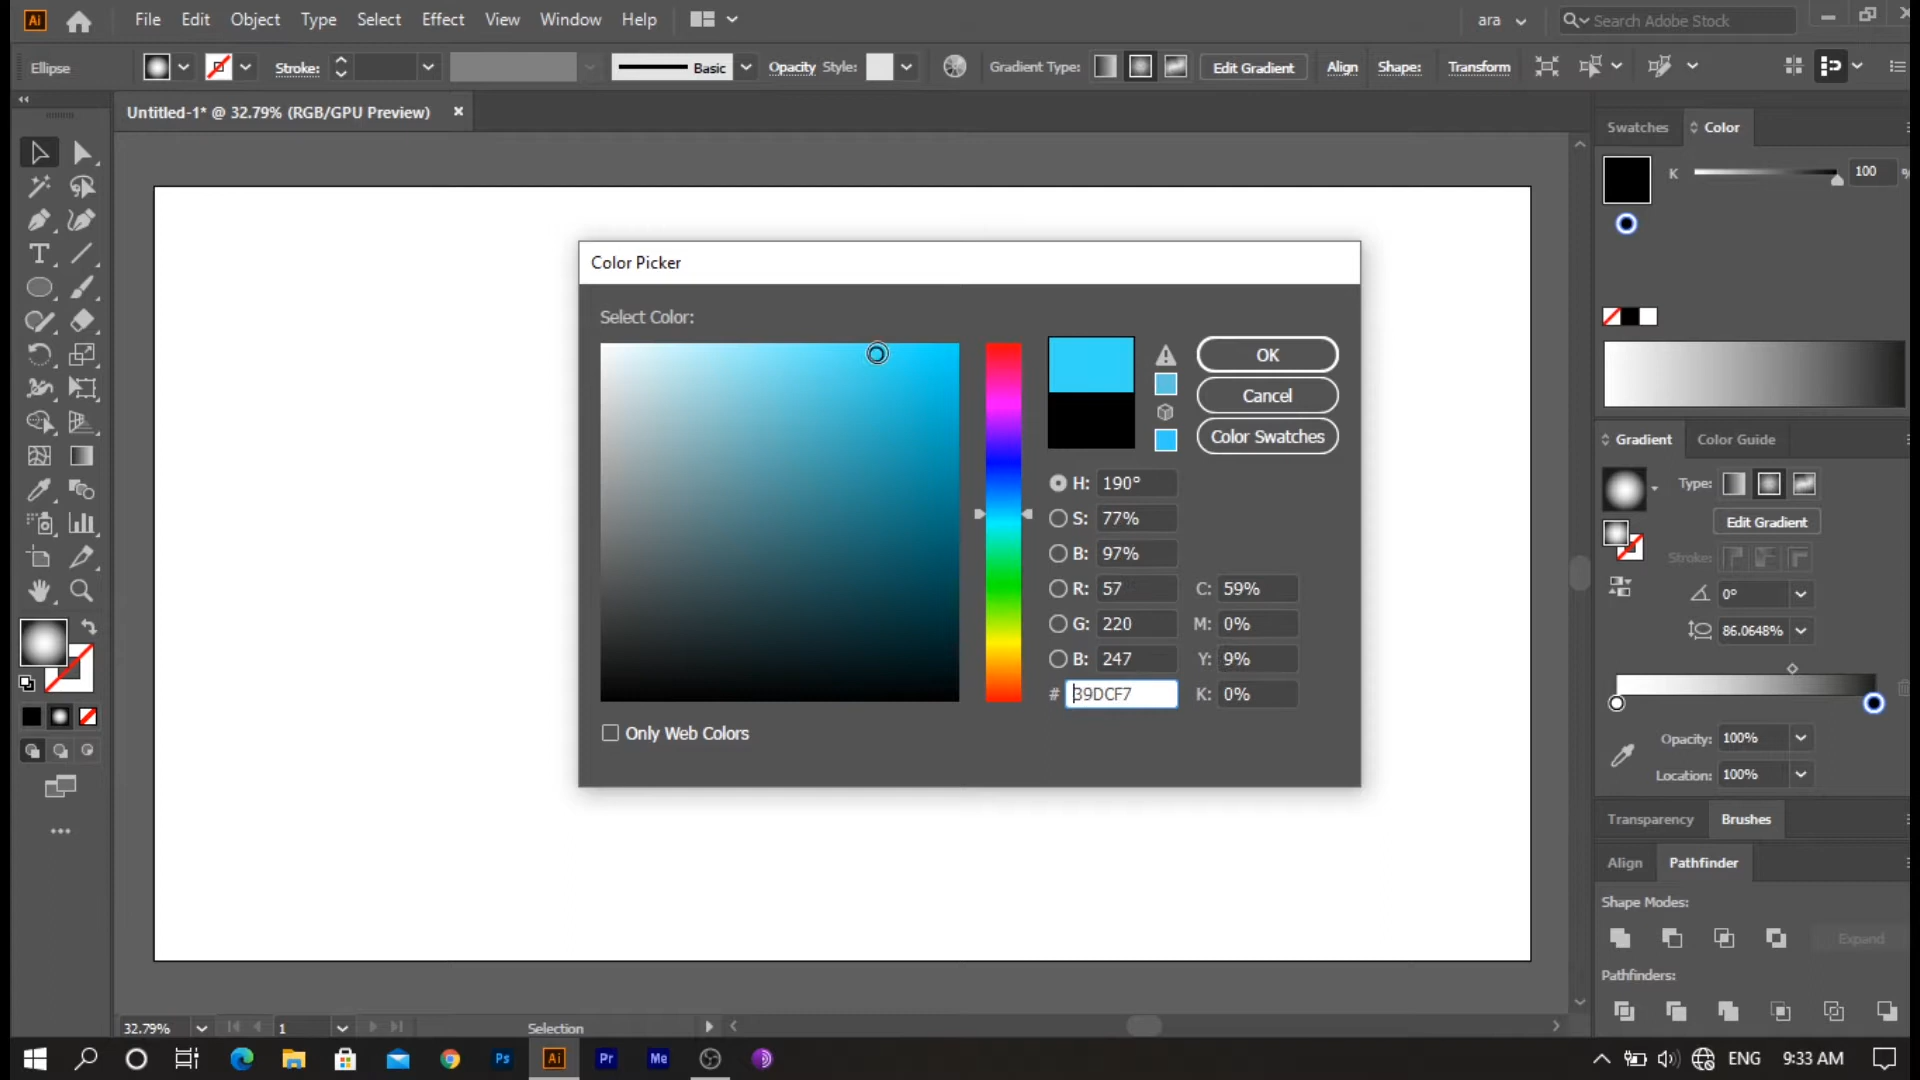 Ai File Edit Object Type Select Effect View Window Help ara Search Adobe Stock
Ellipse Stroke: Basic Opacity Style: Gradient Type: Edit Gradient Align Shape: Transform
Untitled-1* @ 32.79% (RGB/GPU Preview) ×
Swatches Color
K 100 %
Color Picker
Select Color:
OK
Cancel
Color Swatches
H: 190°
S: 77%
B: 97%
R: 57 C: 59%
G: 220 M: 0%
B: 247 Y: 9%
# 39DCF7 K: 0%
Only Web Colors
Gradient Color Guide
Type:
Edit Gradient
Stroke:
0°
86.0648%
Opacity: 100%
Location: 100%
Transparency Brushes
Align Pathfinder
Shape Modes:
Expand
Pathfinders:
32.79% 1 Selection
Ps Ai Pr Me ENG 9:33 AM